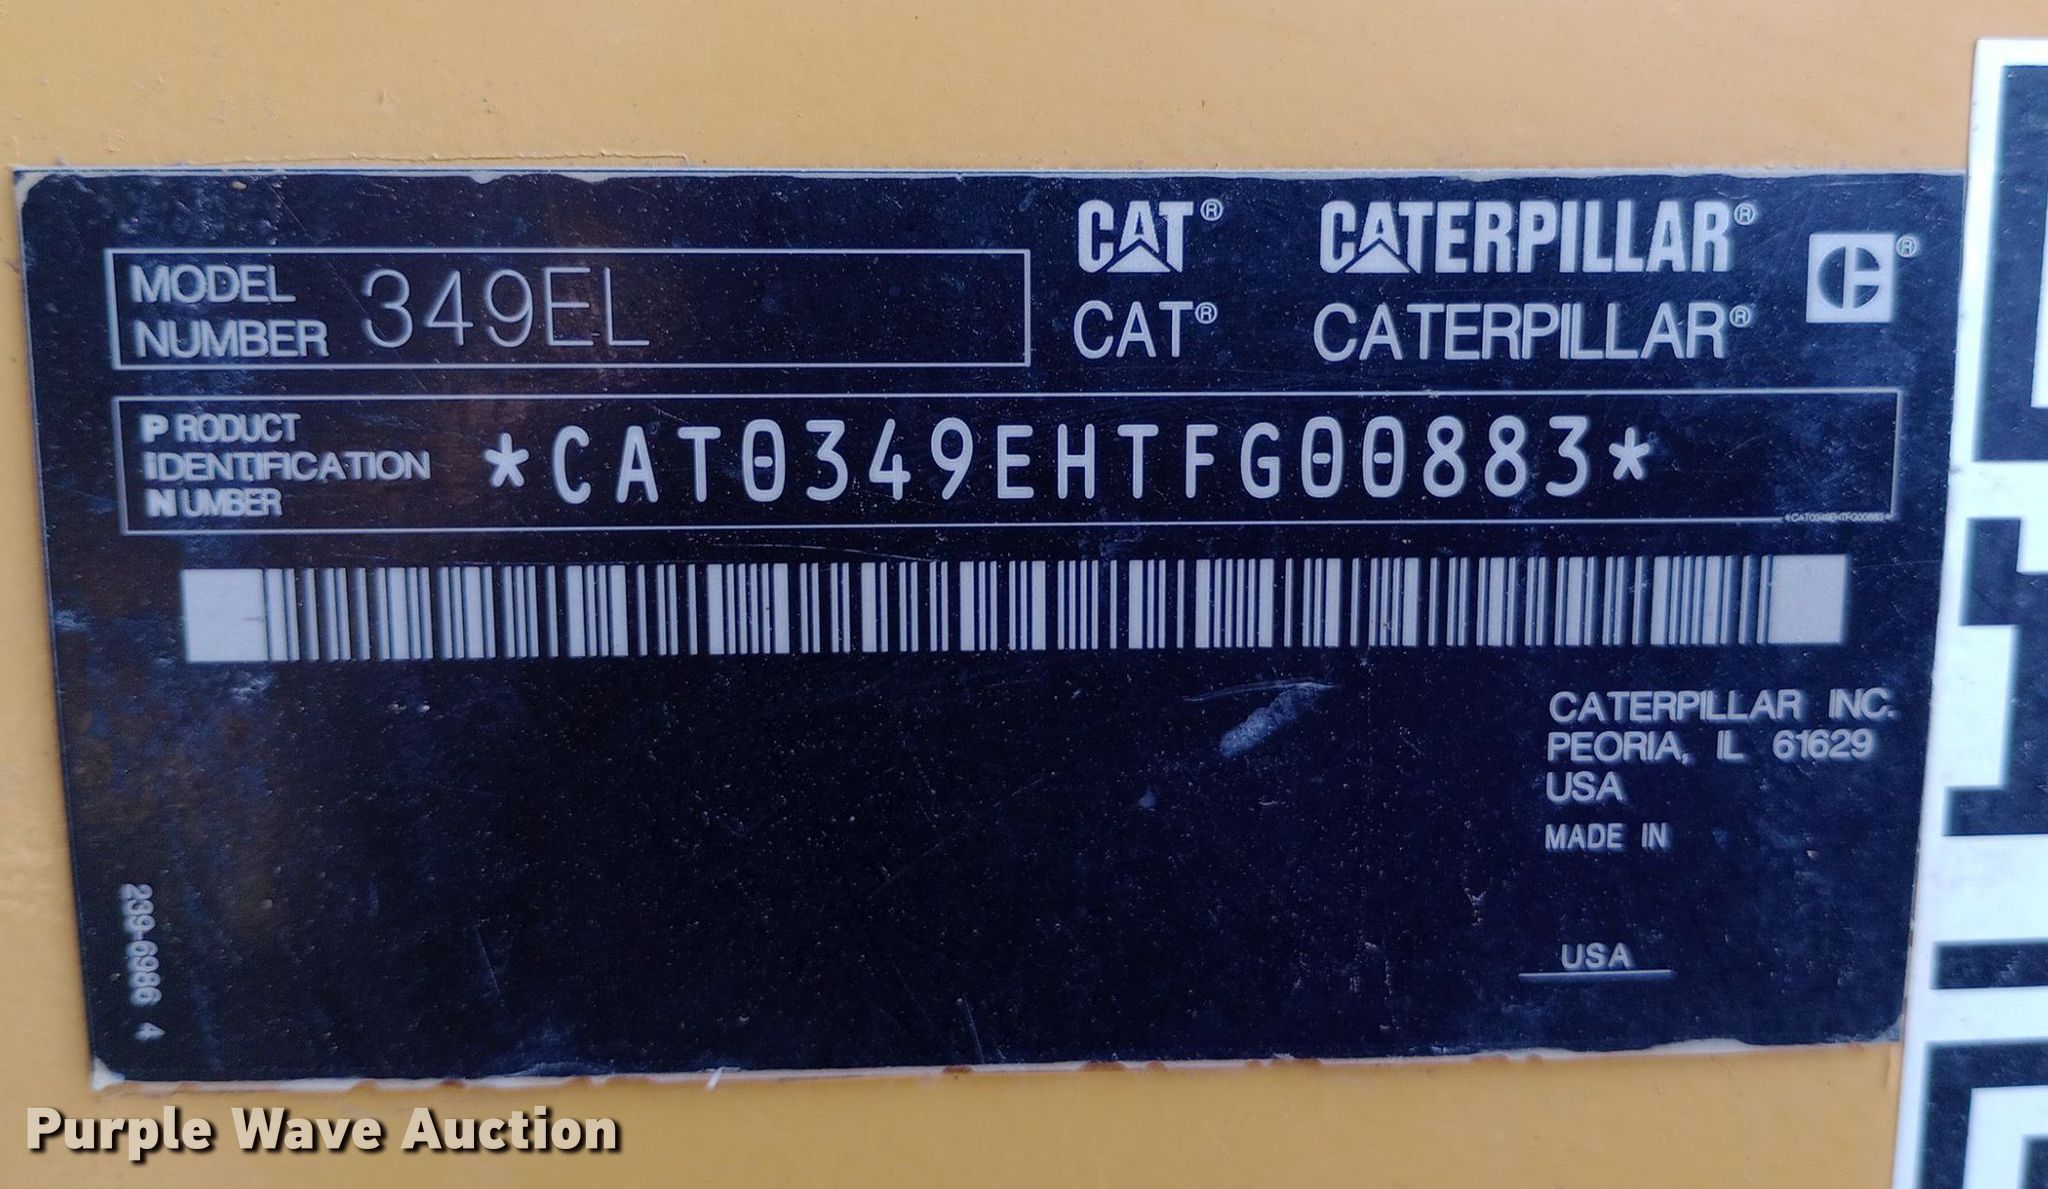 CAT® CATERPILLAR® ®
CAT® CATERPILLAR®
MODEL
NUMBER 349EL
PRODUCT
IDENTIFICATION
NUMBER
*CAT0349EHTFG00883*
*CAT0349EHTFG00883*
CATERPILLAR INC.
PEORIA, IL 61629
USA
MADE IN
USA
239-6986 4
Purple Wave Auction